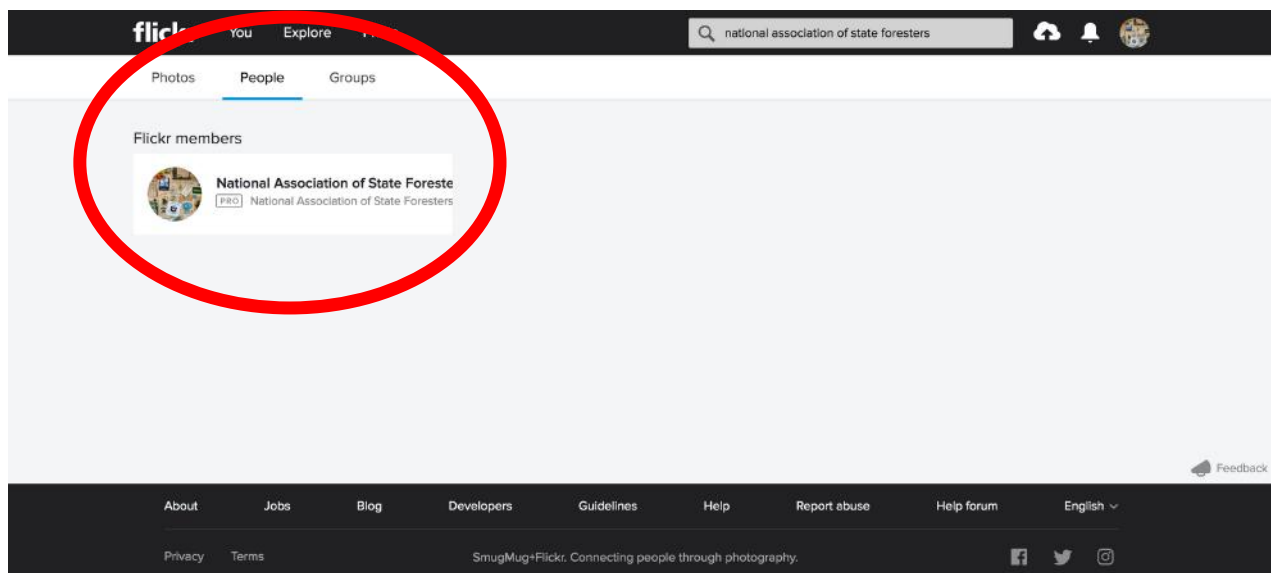 flick
You Explore
national association of state foresters
Photos People Groups
Flickr members
National Association of State Foreste
PRO National Association of State Foresters
Feedback
About Jobs Blog Developers Guidelines Help Report abuse Help forum English
Privacy Terms SmugMug+Flickr. Connecting people through photography.